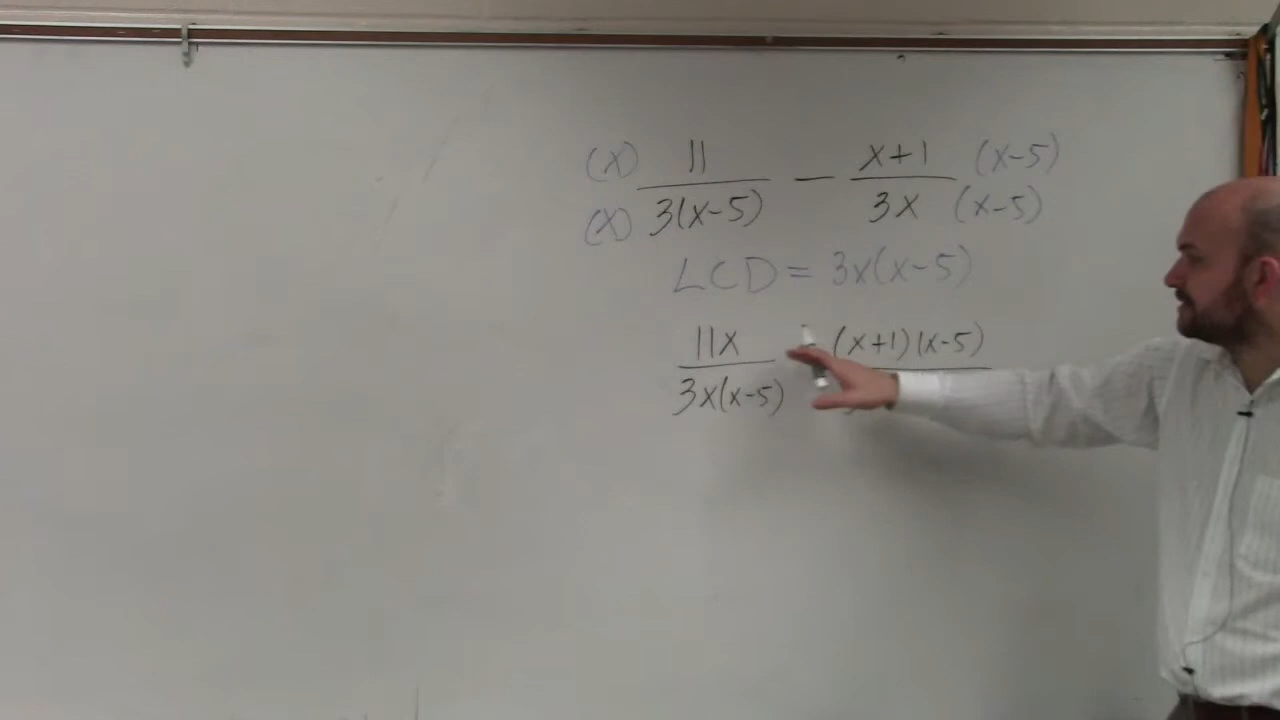 (x) 11 / 3(x-5) (x) - x+1 / 3x (x-5) / (x-5)
LCD = 3x(x-5)
11x / 3x(x-5) (x+1)(x-5)